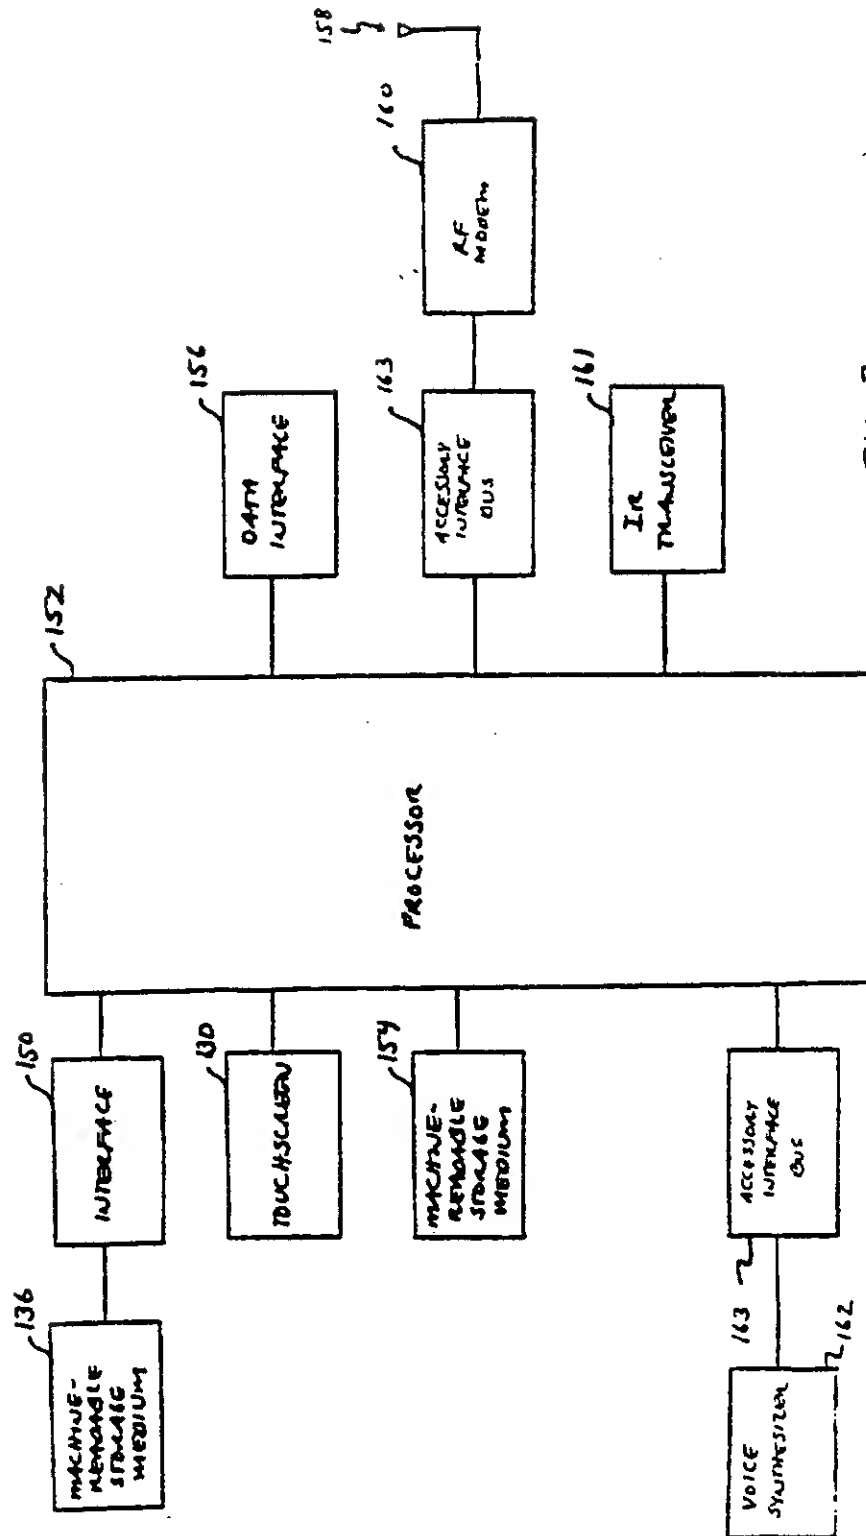 136
MACHINE-
READABLE
STORAGE
MEDIUM
150
INTERFACE
130
TOUCHSCREEN
154
MACHINE-
READABLE
STORAGE
MEDIUM
VOICE
SYNTHESIZER
162
163
ACCESSORY
INTERFACE
BUS
152
PROCESSOR
156
DATA
INTERFACE
163
ACCESSORY
INTERFACE
BUS
161
IR
TRANSCEIVER
160
RF
MODEM
158